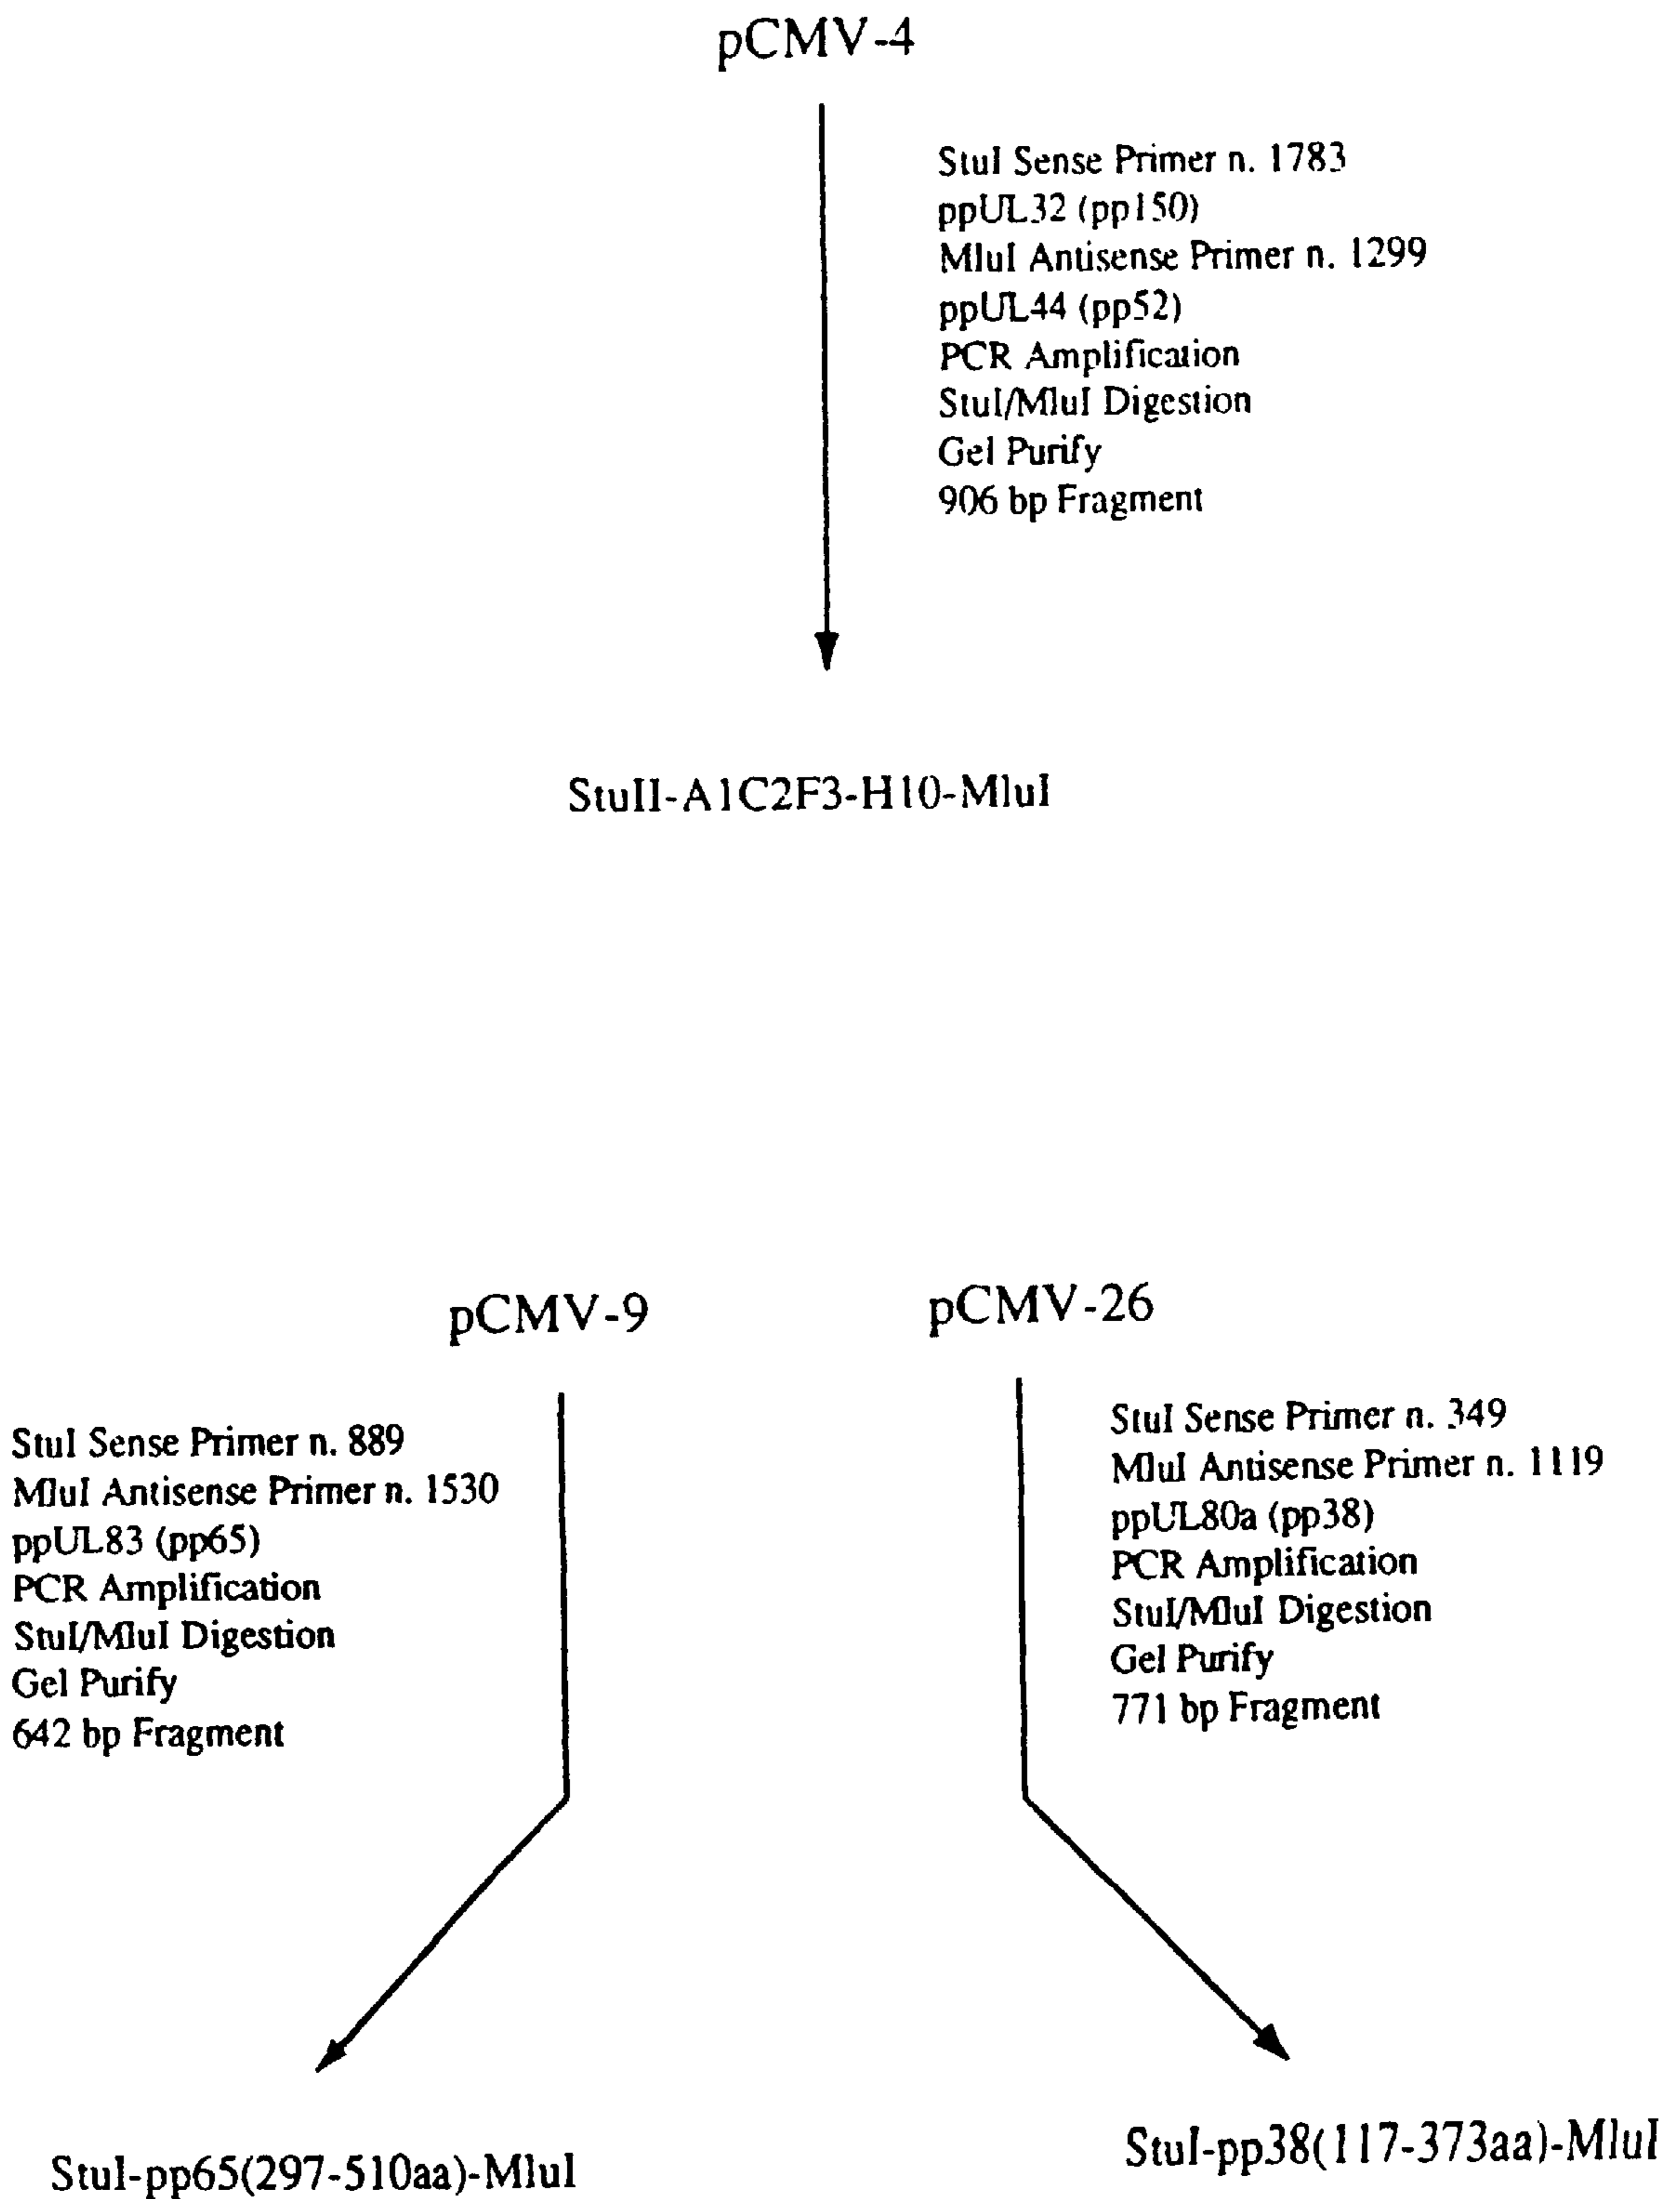 pCMV-4
StuI Sense Primer n. 1783
ppUL32 (pp150)
MluI Antisense Primer n. 1299
ppUL44 (pp52)
PCR Amplification
StuI/MluI Digestion
Gel Purify
906 bp Fragment
StuII-A1C2F3-H10-MluI
pCMV-9
StuI Sense Primer n. 889
MluI Antisense Primer n. 1530
ppUL83 (pp65)
PCR Amplification
StuI/MluI Digestion
Gel Purify
642 bp Fragment
StuI-pp65(297-510aa)-MluI
pCMV-26
StuI Sense Primer n. 349
MluI Antisense Primer n. 1119
ppUL80a (pp38)
PCR Amplification
StuI/MluI Digestion
Gel Purify
771 bp Fragment
StuI-pp38(117-373aa)-MluI